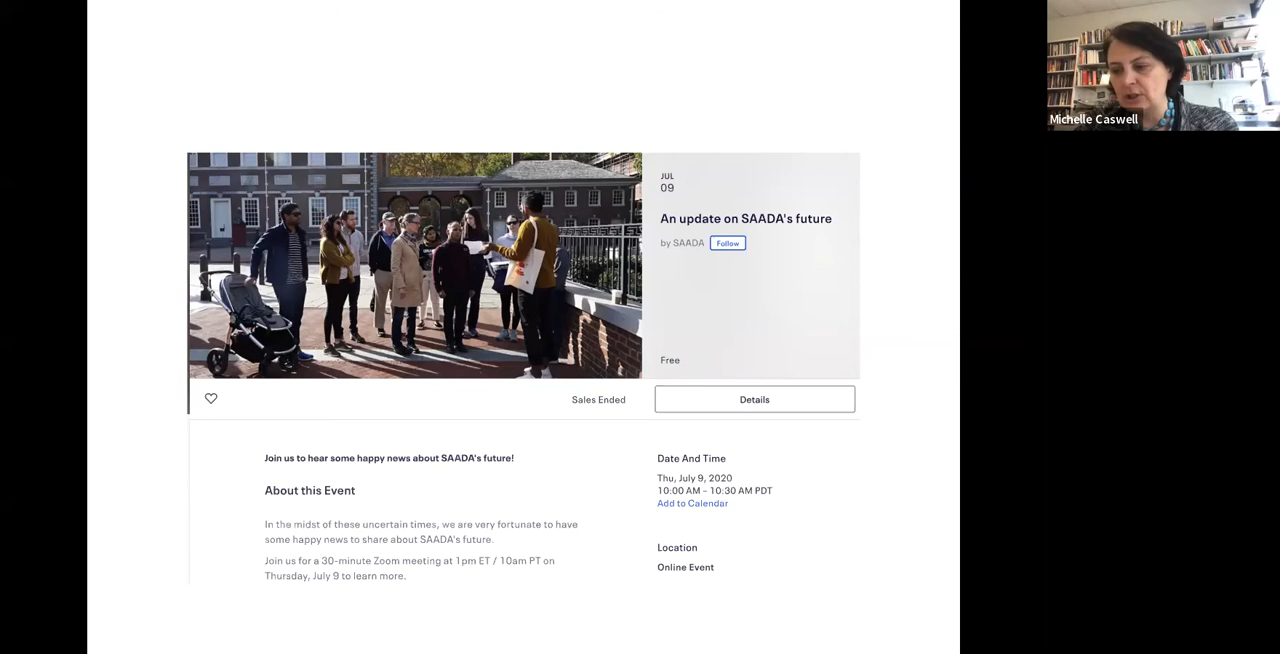 Michelle Caswell
JUL
09
An update on SAADA's future
by SAADA Follow
Free
Sales Ended
Details
Join us to hear some happy news about SAADA's future!
About this Event
In the midst of these uncertain times, we are very fortunate to have
some happy news to share about SAADA's future.
Join us for a 30-minute Zoom meeting at 1pm ET / 10am PT on
Thursday, July 9 to learn more.
Date And Time
Thu, July 9, 2020
10:00 AM – 10:30 AM PDT
Add to Calendar
Location
Online Event